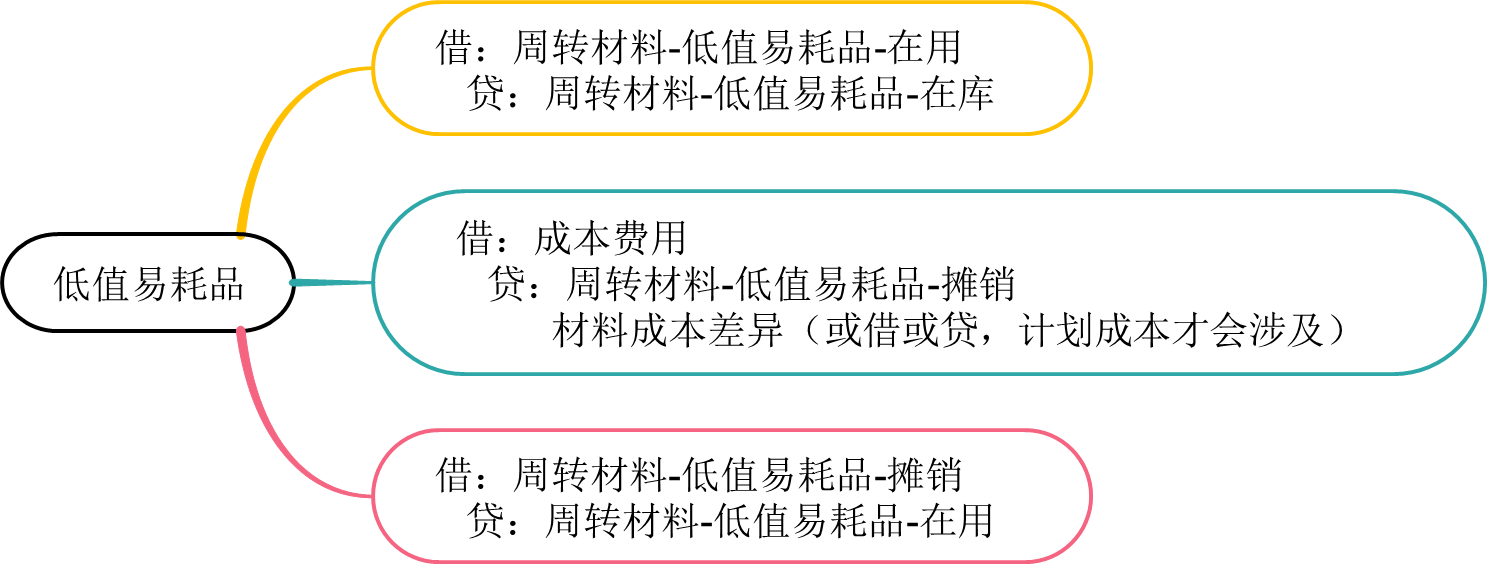 低值易耗品
借：周转材料-低值易耗品-在用
贷：周转材料-低值易耗品-在库
借：成本费用
贷：周转材料-低值易耗品-摊销
材料成本差异（或借或贷，计划成本才会涉及）
借：周转材料-低值易耗品-摊销
贷：周转材料-低值易耗品-在用